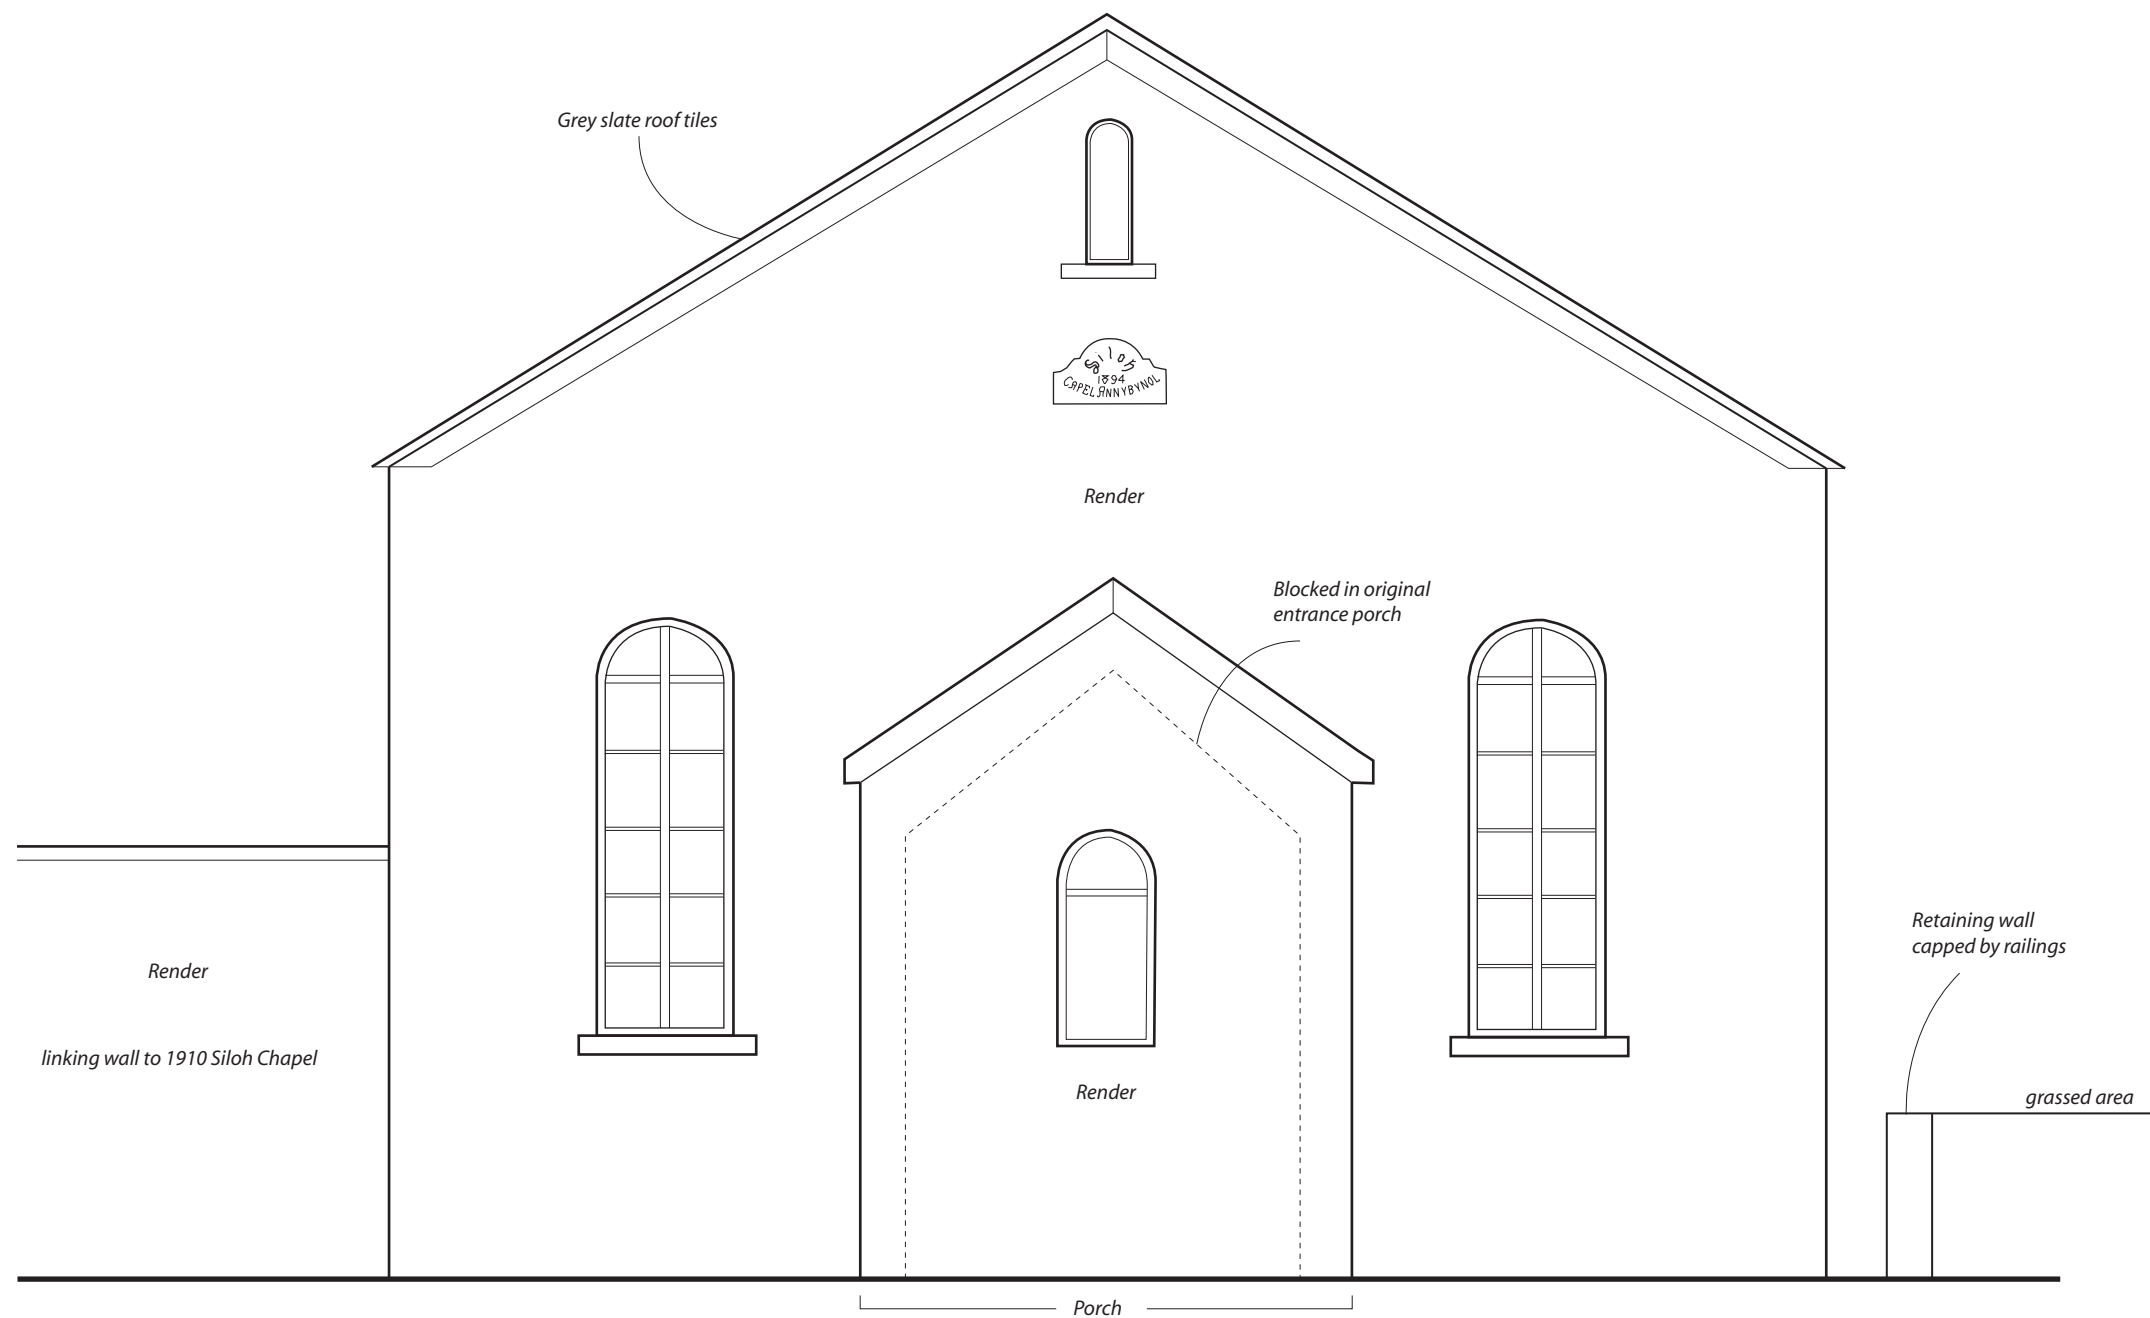 Grey slate roof tiles
Siloh
1894
CAPEL ANNYBYNOL
Render
Blocked in original
entrance porch
Retaining wall
capped by railings
Render
linking wall to 1910 Siloh Chapel
Render
grassed area
Porch